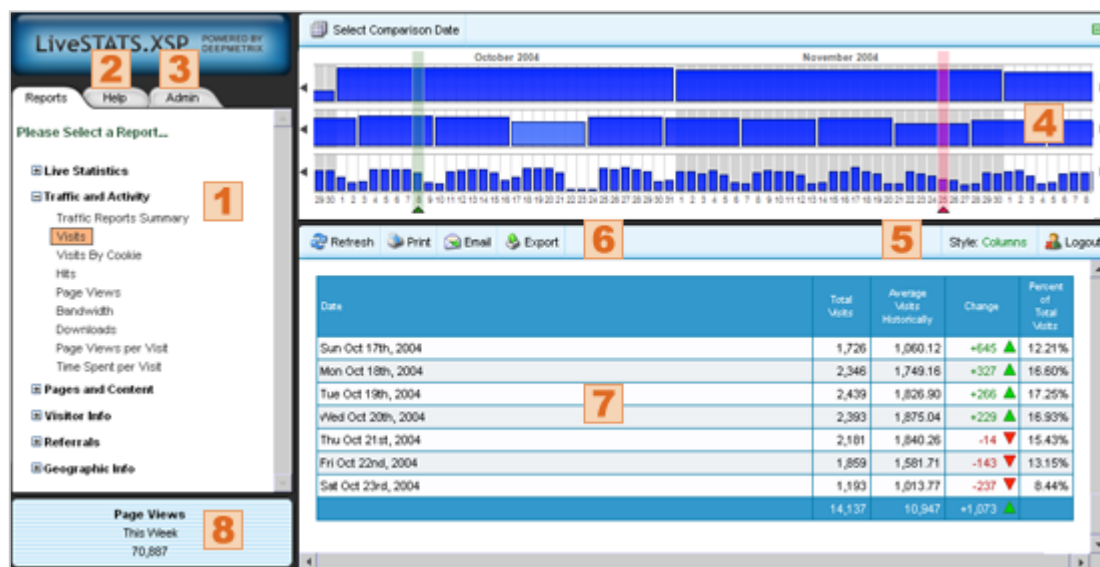 LiveSTATS.XSP POWERED BY DEEPMETRIX
2 3
Reports Help Admin
Please Select a Report...
Live Statistics
Traffic and Activity
1
Traffic Reports Summary
Visits
Visits By Cookie
Hits
Page Views
Bandwidth
Downloads
Page Views per Visit
Time Spent per Visit
Pages and Content
Visitor Info
Referrals
Geographic Info
Page Views
This Week
70,887
8
Select Comparison Date
October 2004 November 2004
4
29 30 1 2 3 4 5 6 7 8 9 10 11 12 13 14 15 16 17 18 19 20 21 22 23 24 25 26 27 28 29 30 31 1 2 3 4 5 6 7 8 9 10 11 12 13 14 15 16 17 18 19 20 21 22 23 24 25 26 27 28 29 30 1 2 3 4 5 6 7 8
Refresh Print Email Export 6 5 Style: Columns Logout
Date Total Visits Average Visits Historically Change Percent of Total Visits
Sun Oct 17th, 2004 1,726 1,060.12 +645 12.21%
Mon Oct 18th, 2004 2,346 1,749.16 +327 16.60%
Tue Oct 19th, 2004 2,439 1,826.90 +266 17.25%
Wed Oct 20th, 2004 2,393 1,875.04 +229 16.93%
7
Thu Oct 21st, 2004 2,181 1,840.26 -14 15.43%
Fri Oct 22nd, 2004 1,859 1,581.71 -143 13.15%
Sat Oct 23rd, 2004 1,193 1,013.77 -237 8.44%
14,137 10,947 +1,073